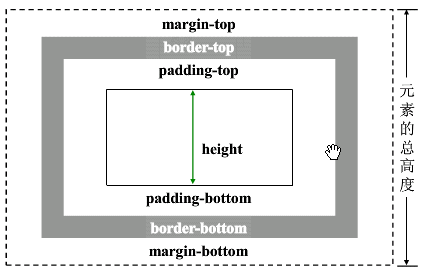 margin-top
border-top
padding-top
height
padding-bottom
border-bottom
margin-bottom
元素的总高度